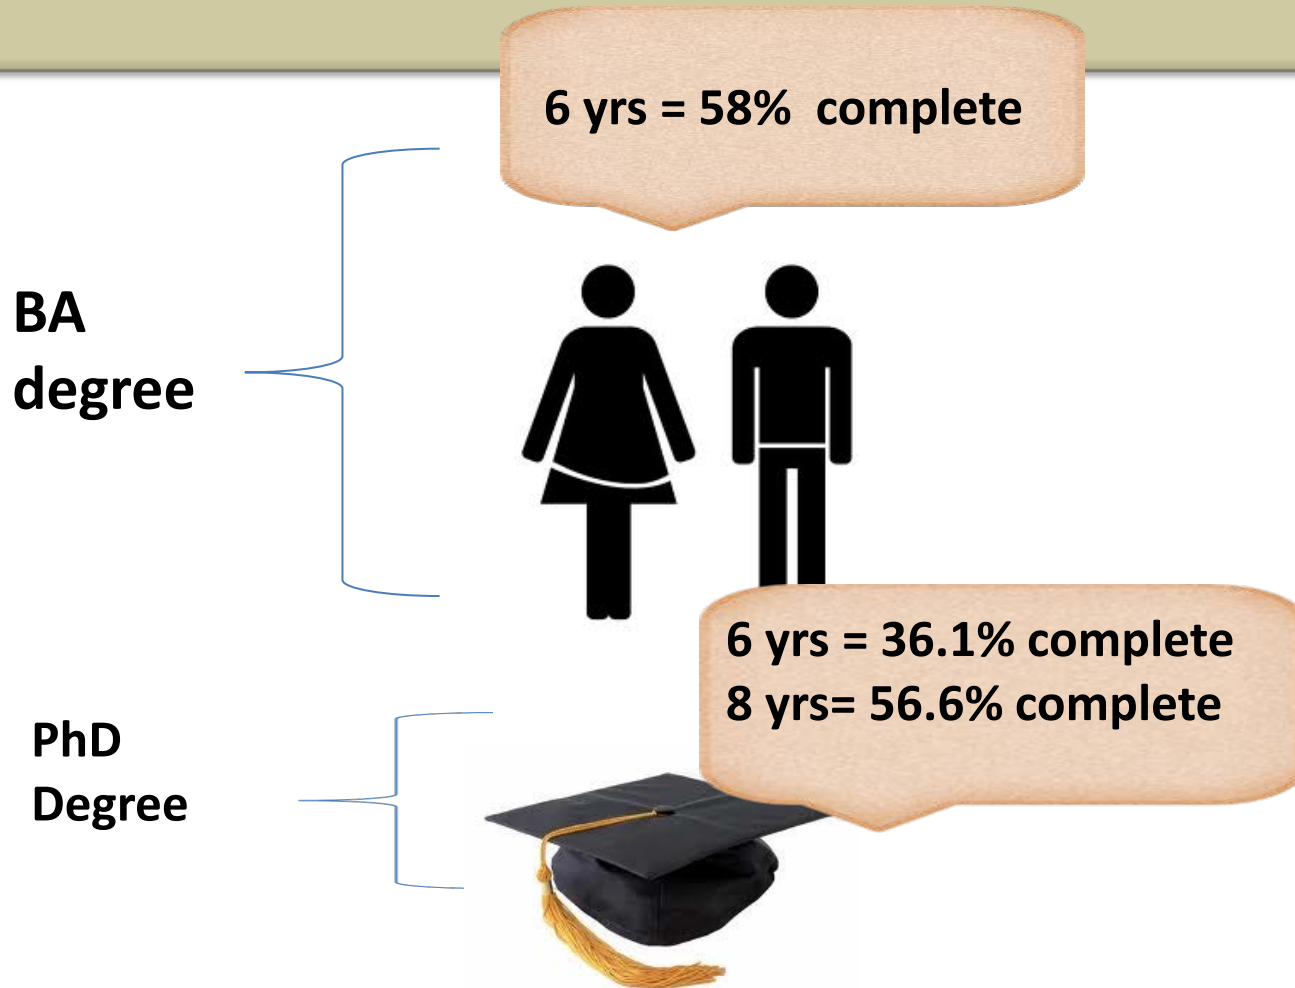 6 yrs = 58%  complete
BA
degree
6 yrs = 36.1% complete
8 yrs= 56.6% complete
PhD
Degree